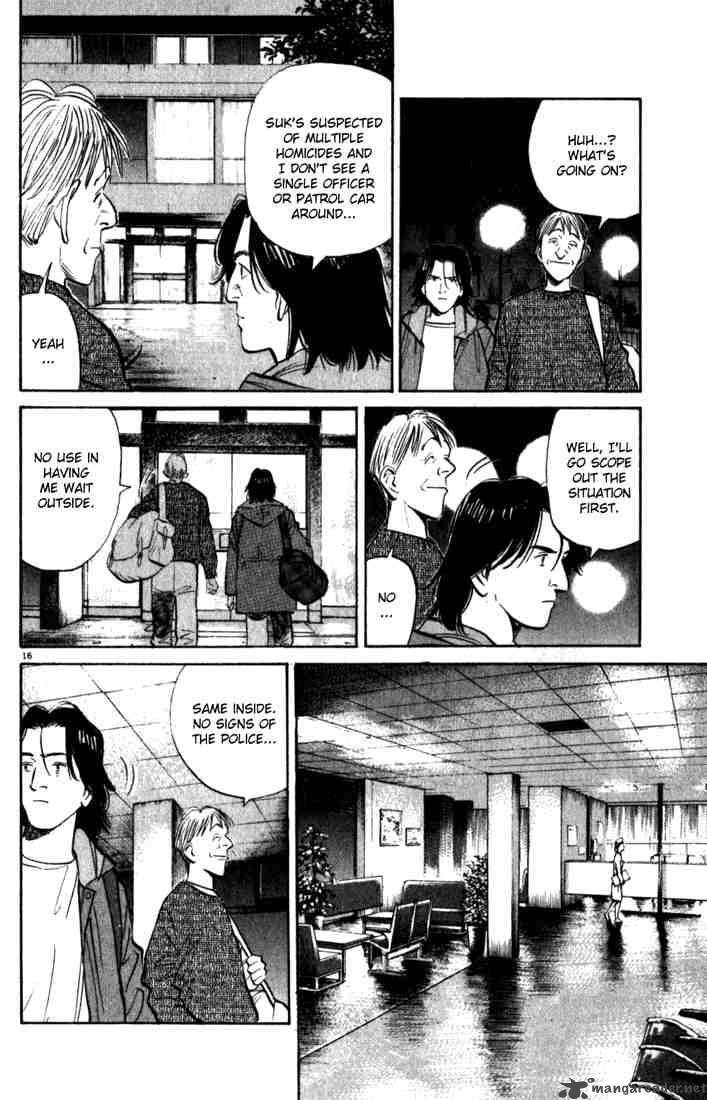 HUH...?
WHAT'S
GOING ON?
SUK'S SUSPECTED
OF MULTIPLE
HOMICIDES AND
I DON'T SEE A
SINGLE OFFICER
OR PATROL CAR
AROUND...
YEAH
...
WELL, I'LL
GO SCOPE
OUT THE
SITUATION
FIRST.
NO
...
NO USE IN
HAVING
ME WAIT
OUTSIDE.
16
SAME INSIDE.
NO SIGNS OF
THE POLICE...
mangareader.net